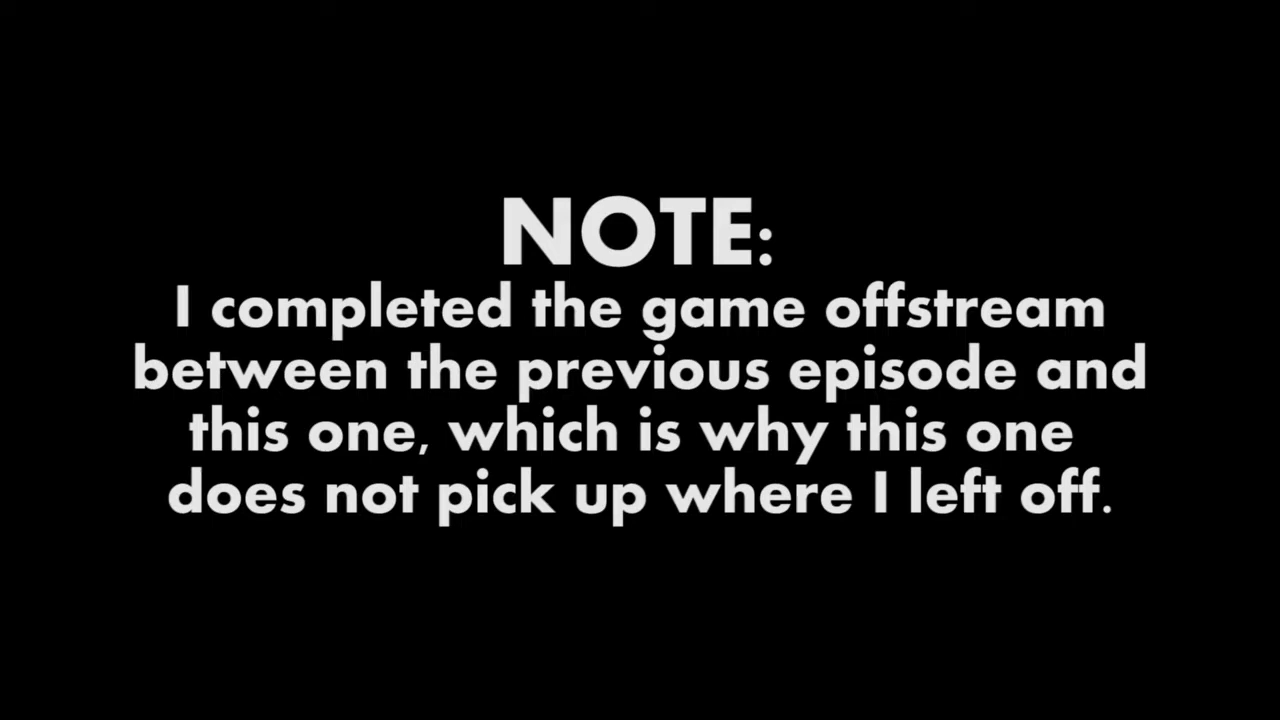 NOTE:
I completed the game offstream
between the previous episode and
this one, which is why this one
does not pick up where I left off.